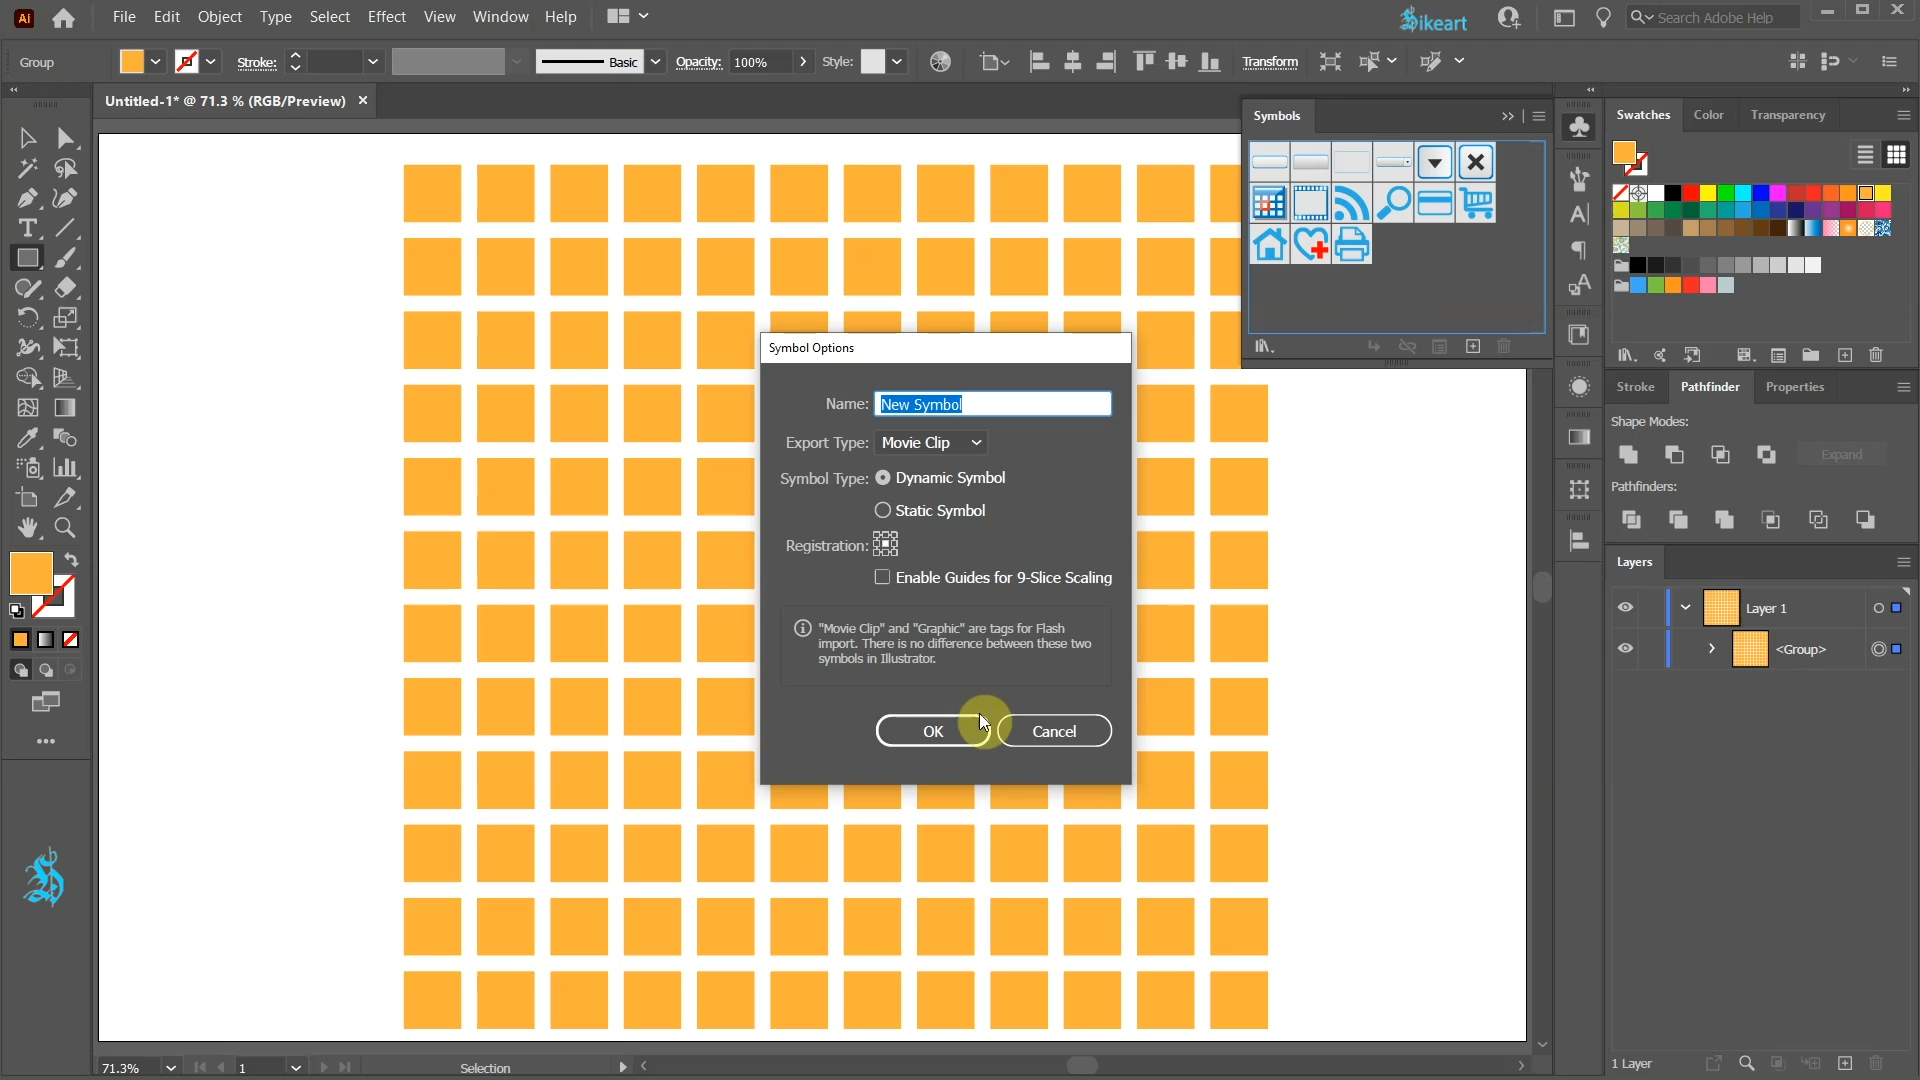 Ai File Edit Object Type Select Effect View Window Help Sikeart Search Adobe Help
Group Stroke: Basic Opacity: 100% Style: Transform
Untitled-1* @ 71.3 % (RGB/Preview)
Symbols
Swatches Color Transparency
Symbol Options
Name: New Symbol
Export Type: Movie Clip
Symbol Type: Dynamic Symbol
Static Symbol
Registration:
Enable Guides for 9-Slice Scaling
"Movie Clip" and "Graphic" are tags for Flash
import. There is no difference between these two
symbols in Illustrator.
OK Cancel
Stroke Pathfinder Properties
Shape Modes:
Expand
Pathfinders:
Layers
Layer 1
<Group>
1 Layer
71.3% 1 Selection